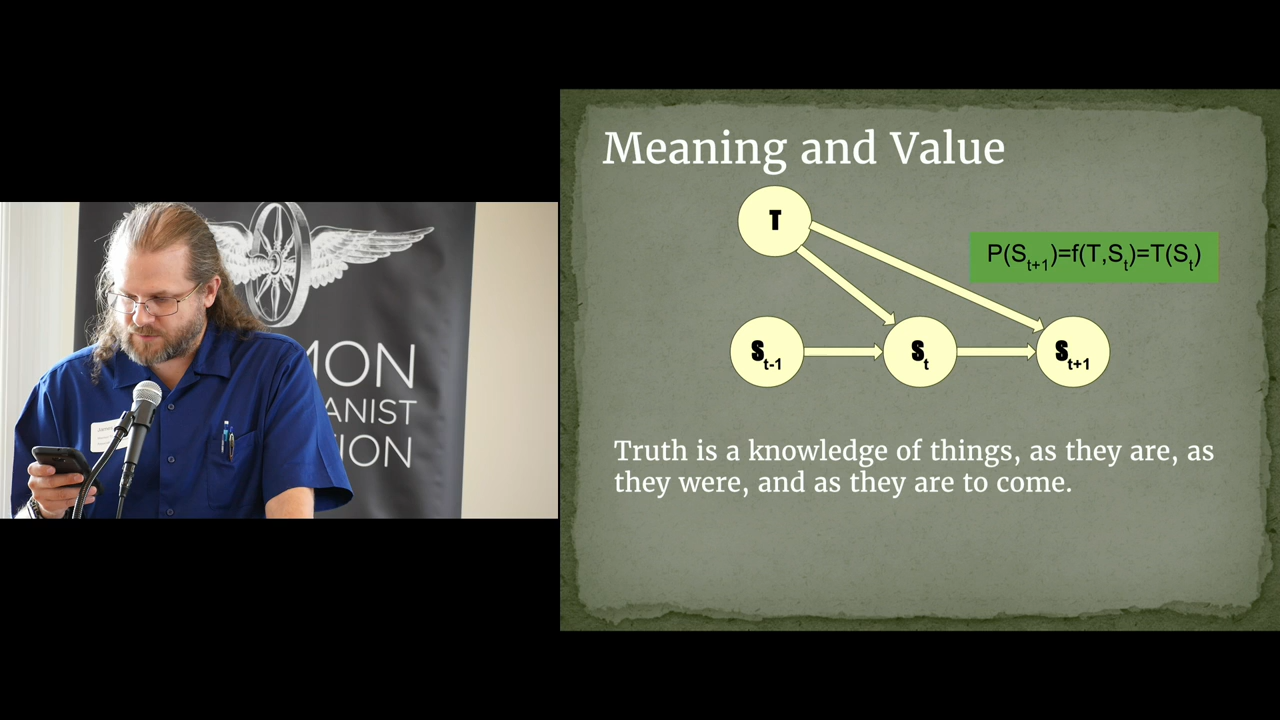 MON
ANIST
ION
James
Meaning and Value
T
P(St+1)=f(T,St)=T(St)
St-1
St
St+1
Truth is a knowledge of things, as they are, as
they were, and as they are to come.